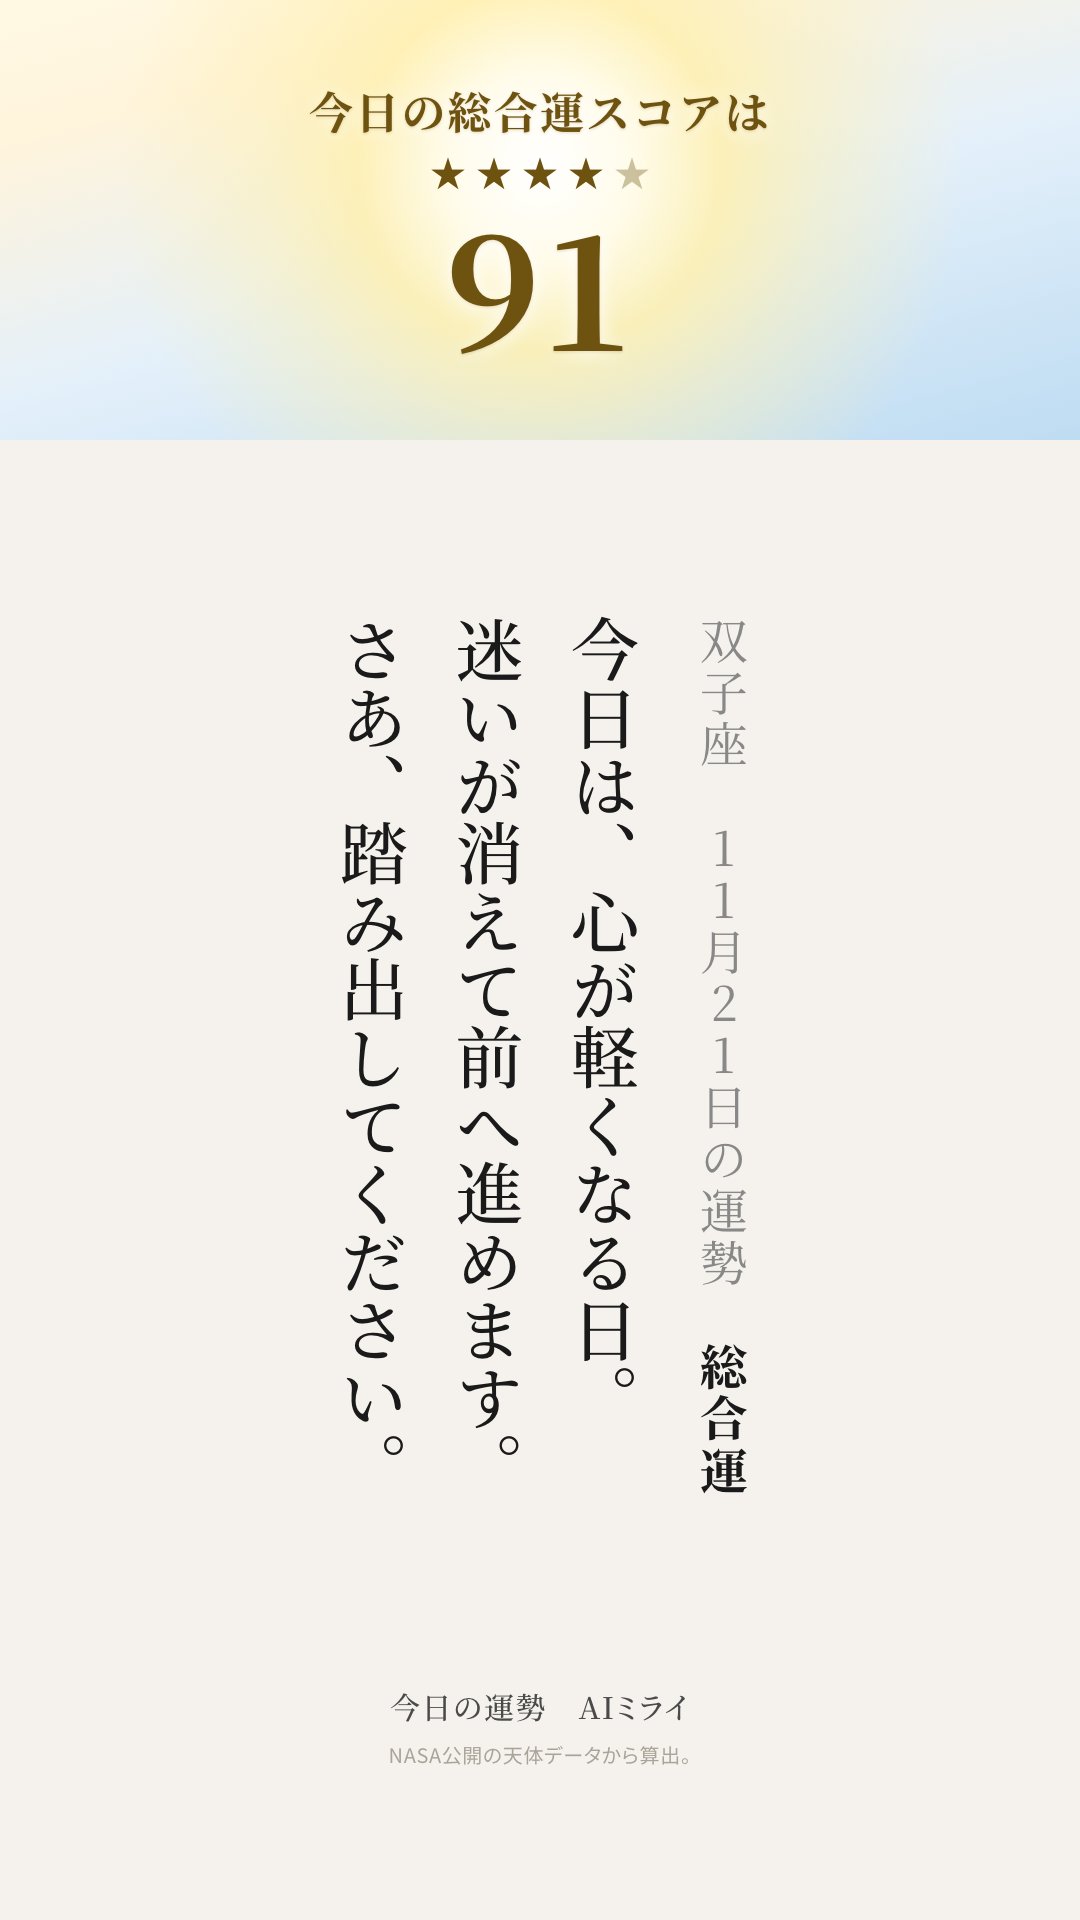 今日の総合運スコアは
★★★★★
91
双子座　11月21日の運勢　総合運
今日は、心が軽くなる日。
迷いが消えて前へ進めます。
さあ、踏み出してください。
今日の運勢　AIミライ
NASA公開の天体データから算出。